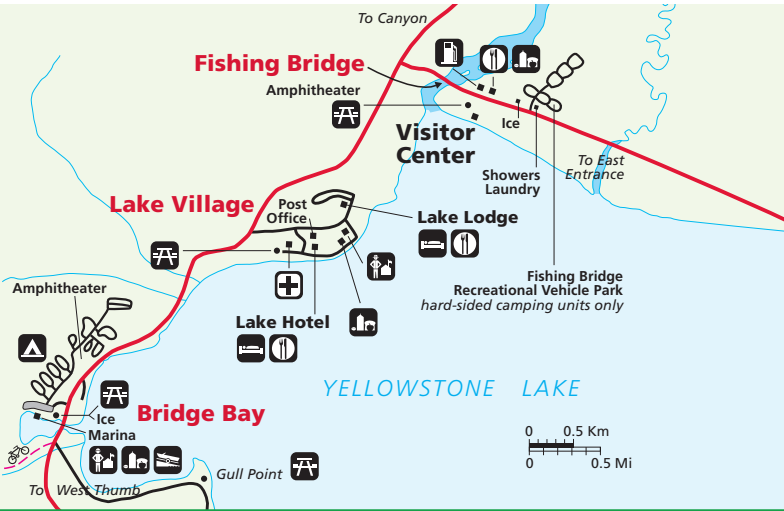 To Canyon
Fishing Bridge
Amphitheater
Visitor
Center
Ice
Showers
Laundry
To East
Entrance
Lake Village
Post
Office
Lake Lodge
Fishing Bridge
Recreational Vehicle Park
hard-sided camping units only
Amphitheater
Lake Hotel
YELLOWSTONE LAKE
Bridge Bay
Ice
Marina
0 0.5 Km
0 0.5 Mi
Gull Point
To West Thumb